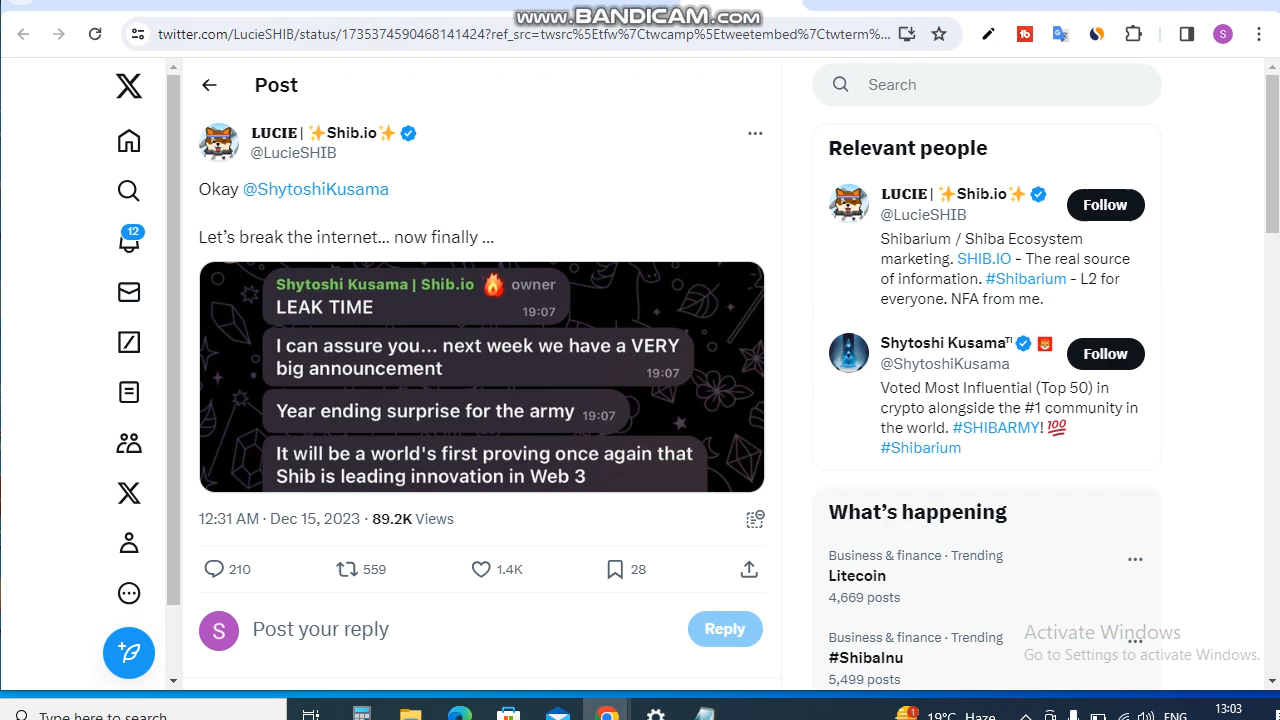 www.BANDICAM.com
twitter.com/LucieSHIB/status/1735374590468141424?ref_src=twsrc%5Etfw%7Ctwcamp%5Etweetembed%7Ctwterm%7...
S
Post
Search
𝐋𝐔𝐂𝐈𝐄 | ✨Shib.io✨
@LucieSHIB
Okay @ShytoshiKusama
Let’s break the internet... now finally ...
Shytoshi Kusama | Shib.io 🔥 owner
LEAK TIME
19:07
I can assure you... next week we have a VERY
big announcement
19:07
Year ending surprise for the army 19:07
It will be a world's first proving once again that
Shib is leading innovation in Web 3
12:31 AM · Dec 15, 2023 · 89.2K Views
210 559 1.4K 28
S Post your reply Reply
12
Relevant people
𝐋𝐔𝐂𝐈𝐄 | ✨Shib.io✨
@LucieSHIB
Follow
Shibarium / Shiba Ecosystem
marketing. SHIB.IO - The real source
of information. #Shibarium - L2 for
everyone. NFA from me.
Shytoshi Kusama™
@ShytoshiKusama
Follow
Voted Most Influential (Top 50) in
crypto alongside the #1 community in
the world. #SHIBARMY! 💯
#Shibarium
What’s happening
Business & finance · Trending
Litecoin
4,669 posts
Business & finance · Trending
#ShibaInu
5,499 posts
Activate Windows
Go to Settings to activate Windows.
Type here to search
19°C Haze
ENG
13:03